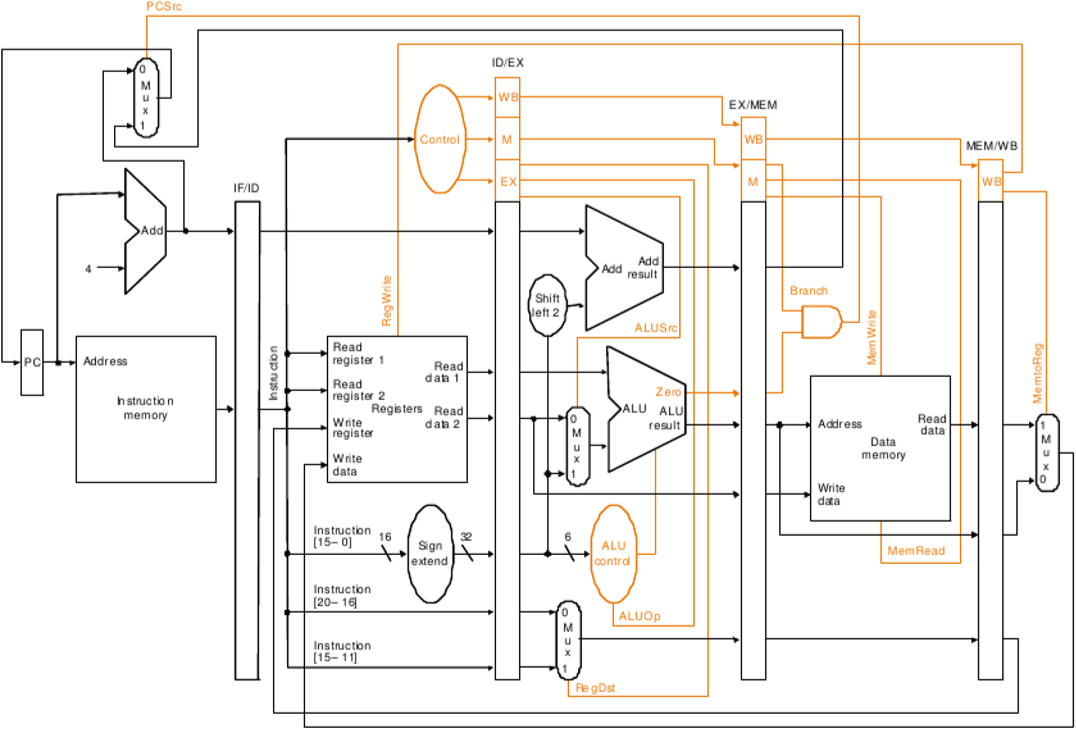 PCSrc
ID/EX
0
M
u
x
1
WB
EX/MEM
Control
M
WB
MEM/WB
EX
M
WB
IF/ID
Add
4
Add
Add
result
Shift
left 2
Branch
RegWrite
ALUSrc
MemWrite
MemtoReg
PC
Address
Instruction
memory
Instruction
Read
register 1
Read
register 2
Registers
Write
register
Write
data
Read
data 1
Read
data 2
0
M
u
x
1
Zero
ALU
ALU
result
Address
Read
data
Data
memory
Write
data
1
M
u
x
0
Instruction
[15–0]
16
Sign
extend
32
6
ALU
control
MemRead
Instruction
[20–16]
0
M
u
x
1
ALUOp
Instruction
[15–11]
RegDst